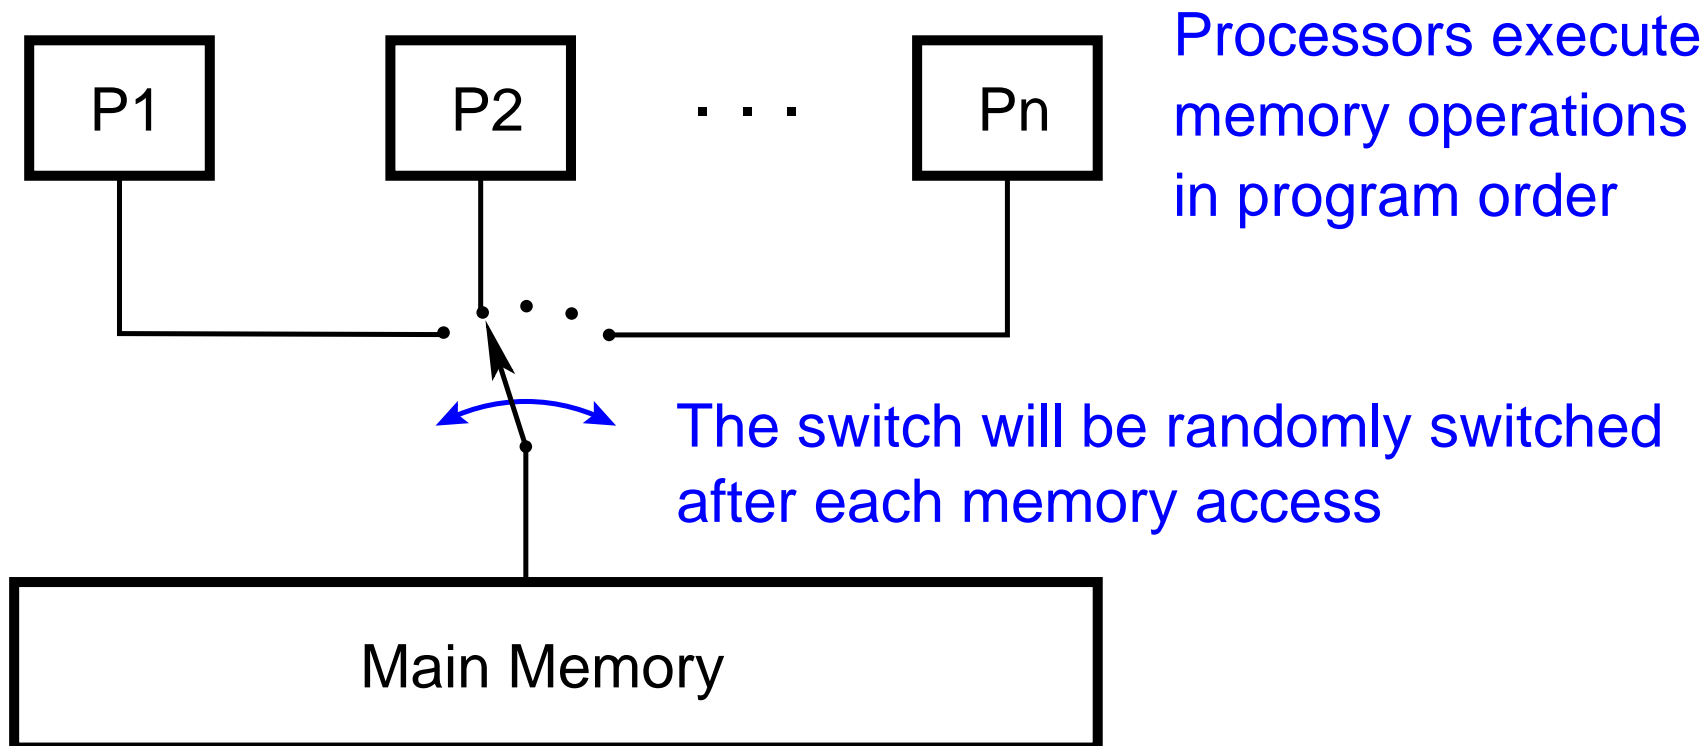 P1 P2 . . . Pn
Processors execute
memory operations
in program order
The switch will be randomly switched
after each memory access
Main Memory